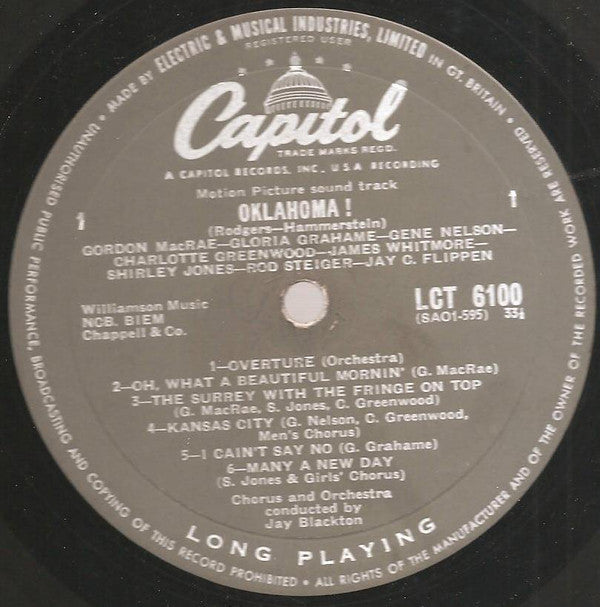 MADE BY ELECTRIC & MUSICAL INDUSTRIES, LIMITED IN GT. BRITAIN •
REGISTERED USER
Capitol
TRADE MARKS REGD.
A CAPITOL RECORDS, INC., U.S.A RECORDING
Motion Picture sound track
OKLAHOMA !
(Rodgers—Hammerstein)
GORDON MacRAE—GLORIA GRAHAME—GENE NELSON—
CHARLOTTE GREENWOOD—JAMES WHITMORE—
SHIRLEY JONES—ROD STEIGER—JAY C. FLIPPEN
1
1
Williamson Music
NCB. BIEM
Chappell & Co.
LCT 6100
(SAO1-595) 33⅓
1—OVERTURE (Orchestra)
2—OH, WHAT A BEAUTIFUL MORNIN' (G. MacRae)
3—THE SURREY WITH THE FRINGE ON TOP
(G. MacRae, S. Jones, C. Greenwood)
4—KANSAS CITY (G. Nelson, C. Greenwood,
Men's Chorus)
5—I CAIN'T SAY NO (G. Grahame)
6—MANY A NEW DAY
(S. Jones & Girls' Chorus)
Chorus and Orchestra
conducted by
Jay Blackton
LONG PLAYING
ALL RIGHTS OF THE MANUFACTURER AND OF THE OWNER OF THE RECORDED WORK ARE RESERVED •
UNAUTHORISED PUBLIC PERFORMANCE, BROADCASTING AND COPYING OF THIS RECORD PROHIBITED •